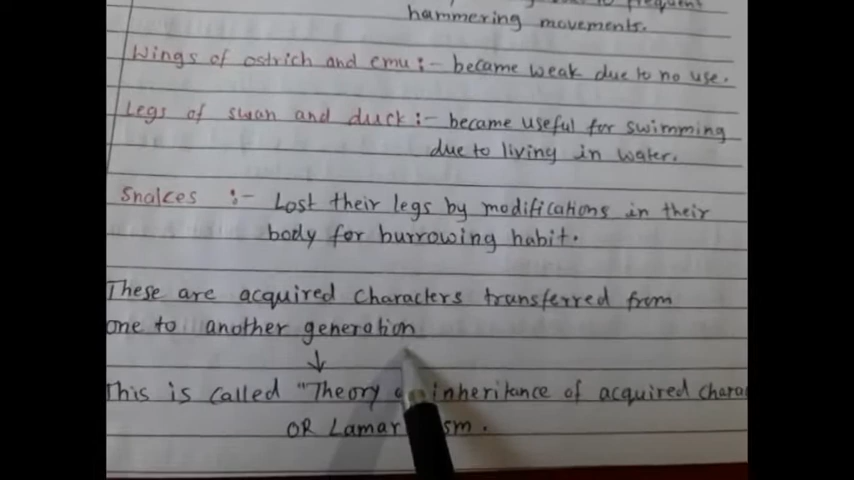 to frequent
hammering movements.
Wings of ostrich and emu :- became weak due to no use.
Legs of swan and duck :- became useful for swimming
due to living in water.
Snakes :- Lost their legs by modifications in their
body for burrowing habit.
These are acquired characters transferred from
one to another generation
↓
This is called "Theory inheritance of acquired
OR